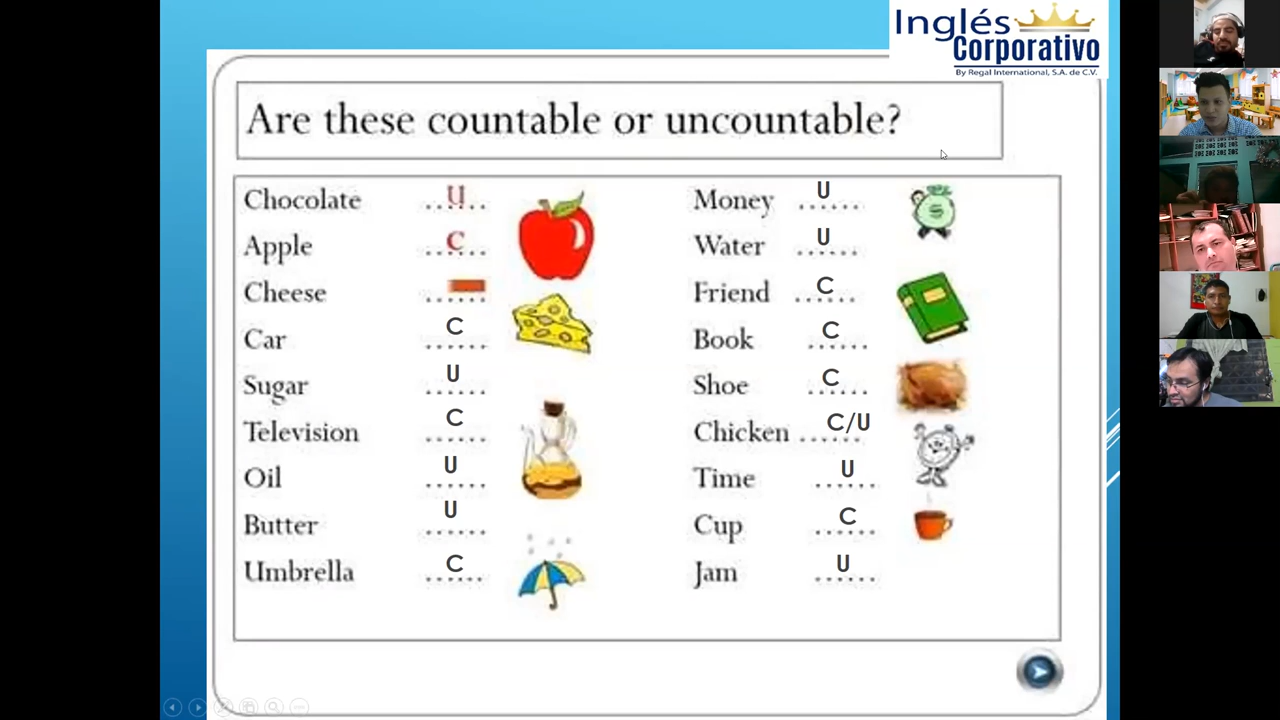 Inglés
Corporativo
By Regal International, S.A. de C.V.
Are these countable or uncountable?
Chocolate ...U...
Apple ...C...
Cheese ......
Car C ......
Sugar U ......
Television C ......
Oil U ......
Butter U ......
Umbrella C ......
Money U ......
Water U ......
Friend C ......
Book C ......
Shoe C ......
Chicken C/U ......
Time U ......
Cup C ......
Jam U ......